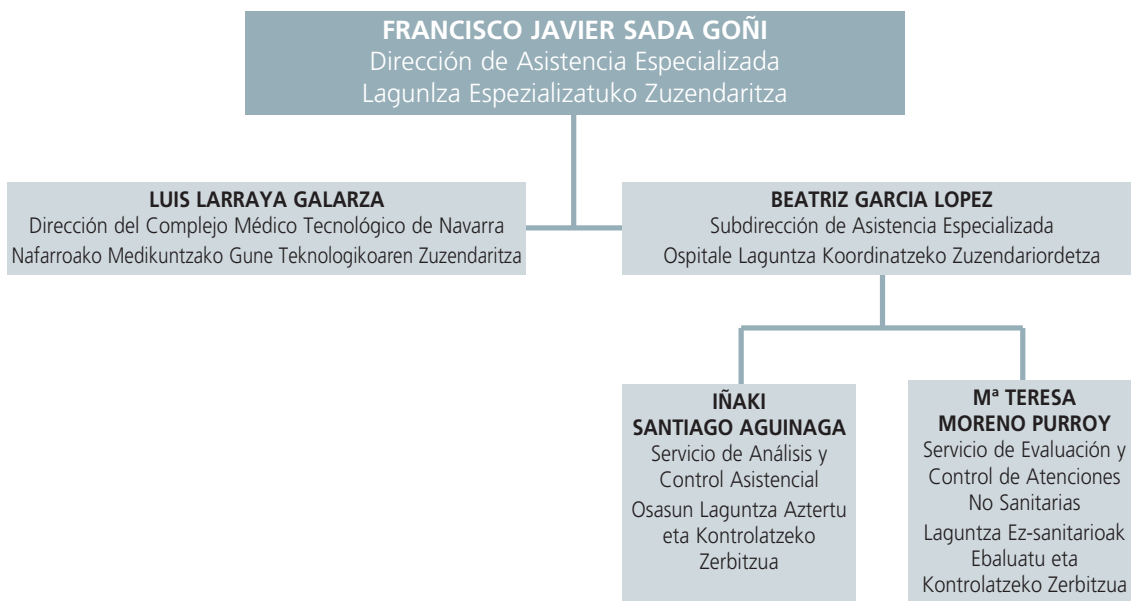 FRANCISCO JAVIER SADA GOÑI
Dirección de Asistencia Especializada
Lagunlza Espezializatuko Zuzendaritza
LUIS LARRAYA GALARZA
Dirección del Complejo Médico Tecnológico de Navarra
Nafarroako Medikuntzako Gune Teknologikoaren Zuzendaritza
BEATRIZ GARCIA LOPEZ
Subdirección de Asistencia Especializada
Ospitale Laguntza Koordinatzeko Zuzendariordetza
IÑAKI
SANTIAGO AGUINAGA
Servicio de Análisis y
Control Asistencial
Osasun Laguntza Aztertu
eta Kontrolatzeko
Zerbitzua
Mª TERESA
MORENO PURROY
Servicio de Evaluación y
Control de Atenciones
No Sanitarias
Laguntza Ez-sanitarioak
Ebaluatu eta
Kontrolatzeko Zerbitzua